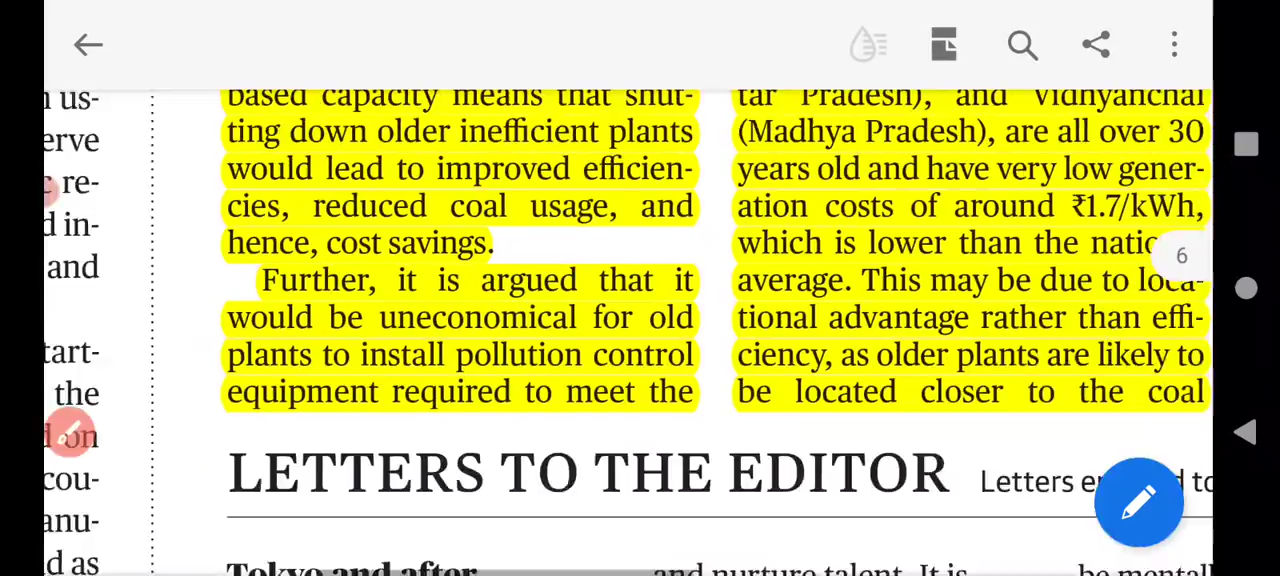 n us-
erve
re-
d in-
and
tart-
the
d on
cou-
anu-
d as
based capacity means that shut-
ting down older inefficient plants
would lead to improved efficien-
cies, reduced coal usage, and
hence, cost savings.
Further, it is argued that it
would be uneconomical for old
plants to install pollution control
equipment required to meet the
tar Pradesh), and Vidhyanchal
(Madhya Pradesh), are all over 30
years old and have very low gener-
ation costs of around ₹1.7/kWh,
which is lower than the natio
average. This may be due to loca-
tional advantage rather than effi-
ciency, as older plants are likely to
be located closer to the coal
6
LETTERS TO THE EDITOR Letters e d to
Tokyo and after
and nurture talent. It is
be mentall